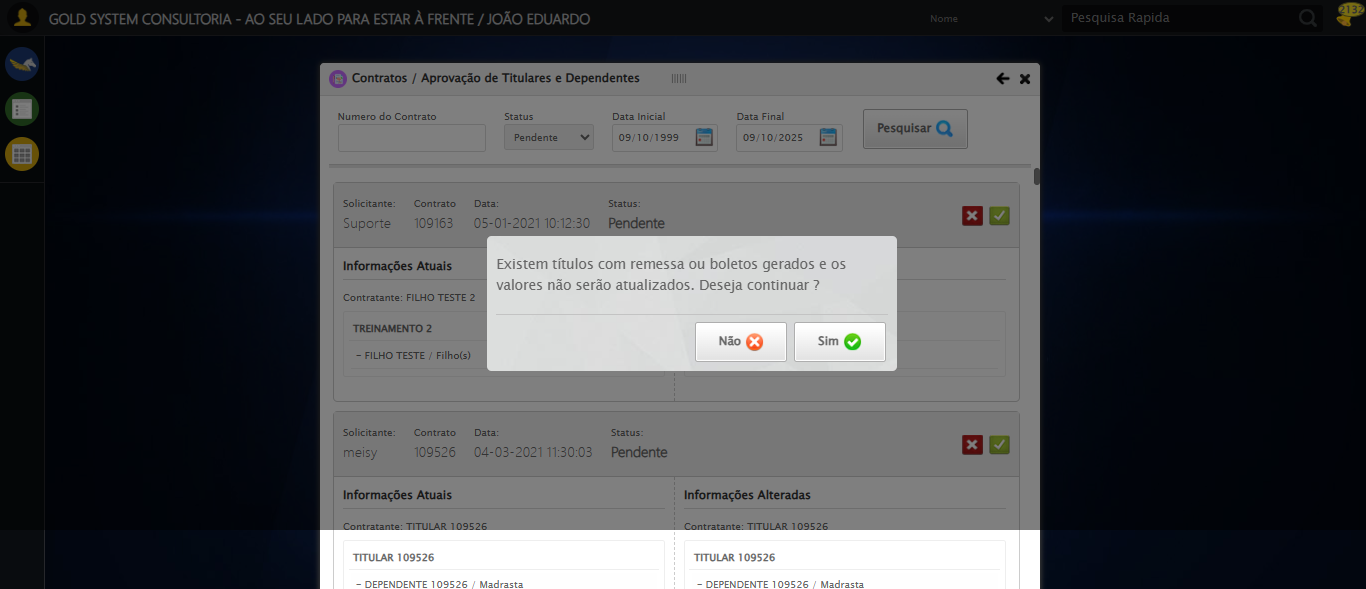 GOLD SYSTEM CONSULTORIA - AO SEU LADO PARA ESTAR À FRENTE / JOÃO EDUARDO
Nome
Pesquisa Rapida
2132
Contratos / Aprovação de Titulares e Dependentes
Numero do Contrato Status Data Inicial Data Final
Pendente 09/10/1999 09/10/2025 Pesquisar
Solicitante: Contrato Data: Status:
Suporte 109163 05-01-2021 10:12:30 Pendente
Existem títulos com remessa ou boletos gerados e os
valores não serão atualizados. Deseja continuar ?
Não Sim
Informações Atuais
Contratante: FILHO TESTE 2
TREINAMENTO 2
- FILHO TESTE / Filho(s)
Solicitante: Contrato Data: Status:
meisy 109526 04-03-2021 11:30:03 Pendente
Informações Atuais Informações Alteradas
Contratante: TITULAR 109526 Contratante: TITULAR 109526
TITULAR 109526 TITULAR 109526
- DEPENDENTE 109526 / Madrasta - DEPENDENTE 109526 / Madrasta